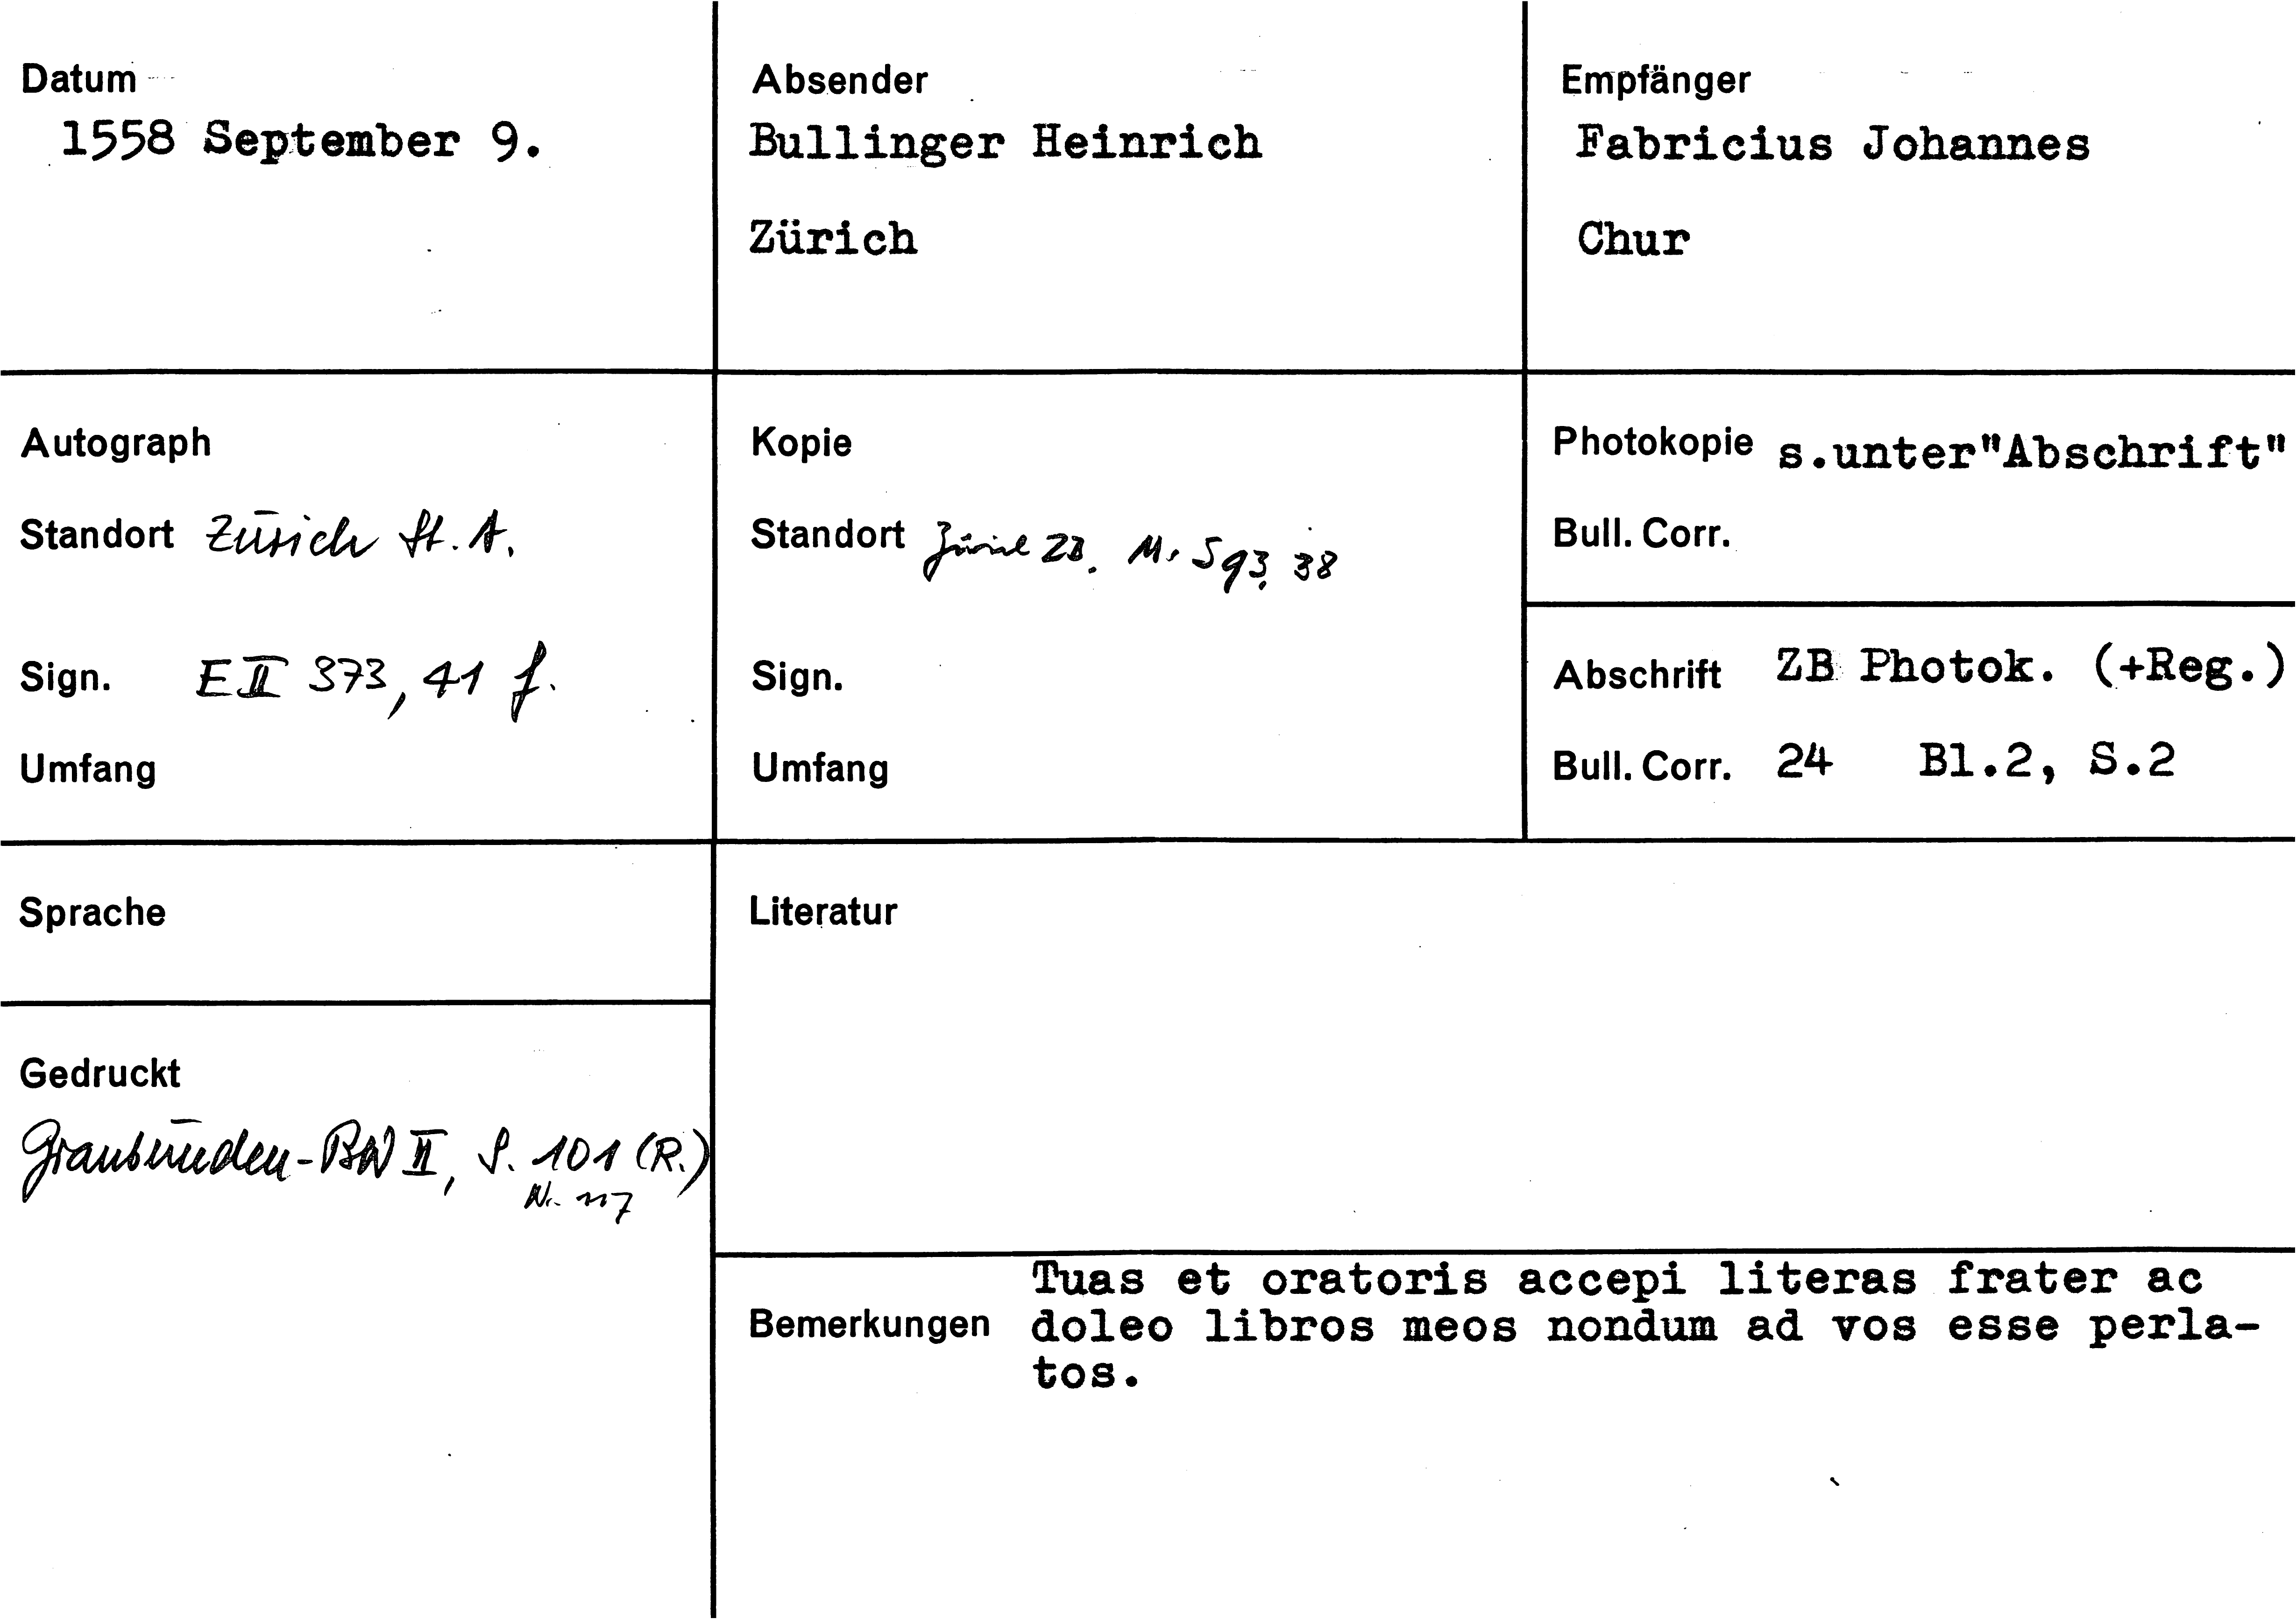 Datum
1558 September 9.
Absender
Bullinger Heinrich
Zürich
Empfänger
Fabricius Johannes
Chur
Autograph
Standort Zürich St. A.
Sign. E II 373, 41 f.
Umfang
Kopie
Standort Zürich ZB. Ms S 93, 38
Sign.
Umfang
Photokopie s.unter"Abschrift"
Bull. Corr.
Abschrift ZB Photok. (+Reg.)
Bull. Corr. 24 Bl.2, S.2
Sprache
Literatur
Gedruckt
Graubünden-BW II, S. 101 (R.)
Nr. 117
Bemerkungen
Tuas et oratoris accepi literas frater ac
doleo libros meos nondum ad vos esse perla-
tos.